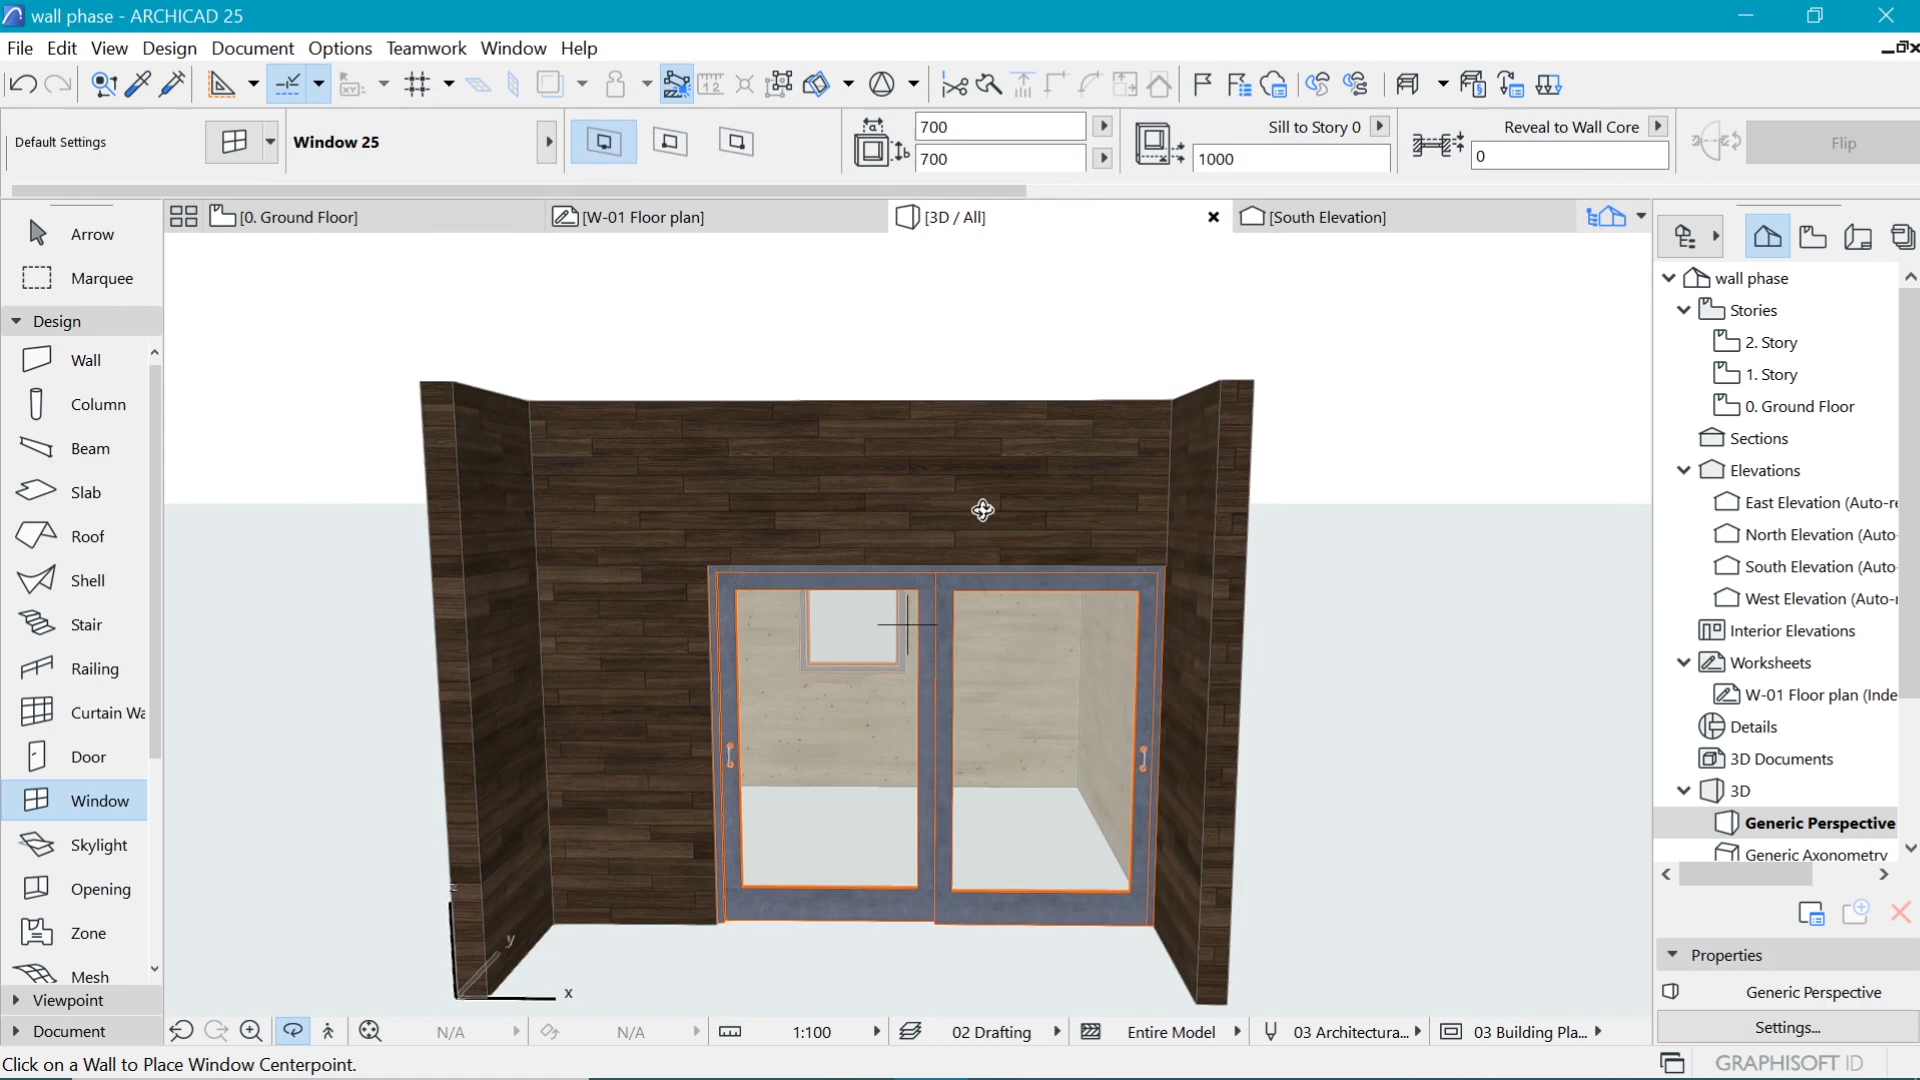 wall phase - ARCHICAD 25
File Edit View Design Document Options Teamwork Window Help
Default Settings
Window 25
700
700
Sill to Story 0
1000
Reveal to Wall Core
0
Flip
[0. Ground Floor]
[W-01 Floor plan]
[3D / All]
[South Elevation]
Arrow
Marquee
Design
Wall
Column
Beam
Slab
Roof
Shell
Stair
Railing
Curtain Wa
Door
Window
Skylight
Opening
Zone
Mesh
Viewpoint
Document
z
y
x
wall phase
Stories
2. Story
1. Story
0. Ground Floor
Sections
Elevations
East Elevation (Auto-re
North Elevation (Auto
South Elevation (Auto
West Elevation (Auto-r
Interior Elevations
Worksheets
W-01 Floor plan (Inde
Details
3D Documents
3D
Generic Perspective
Generic Axonometry
Properties
Generic Perspective
Settings...
N/A
N/A
1:100
02 Drafting
Entire Model
03 Architectura...
03 Building Pla...
Click on a Wall to Place Window Centerpoint.
GRAPHISOFT ID